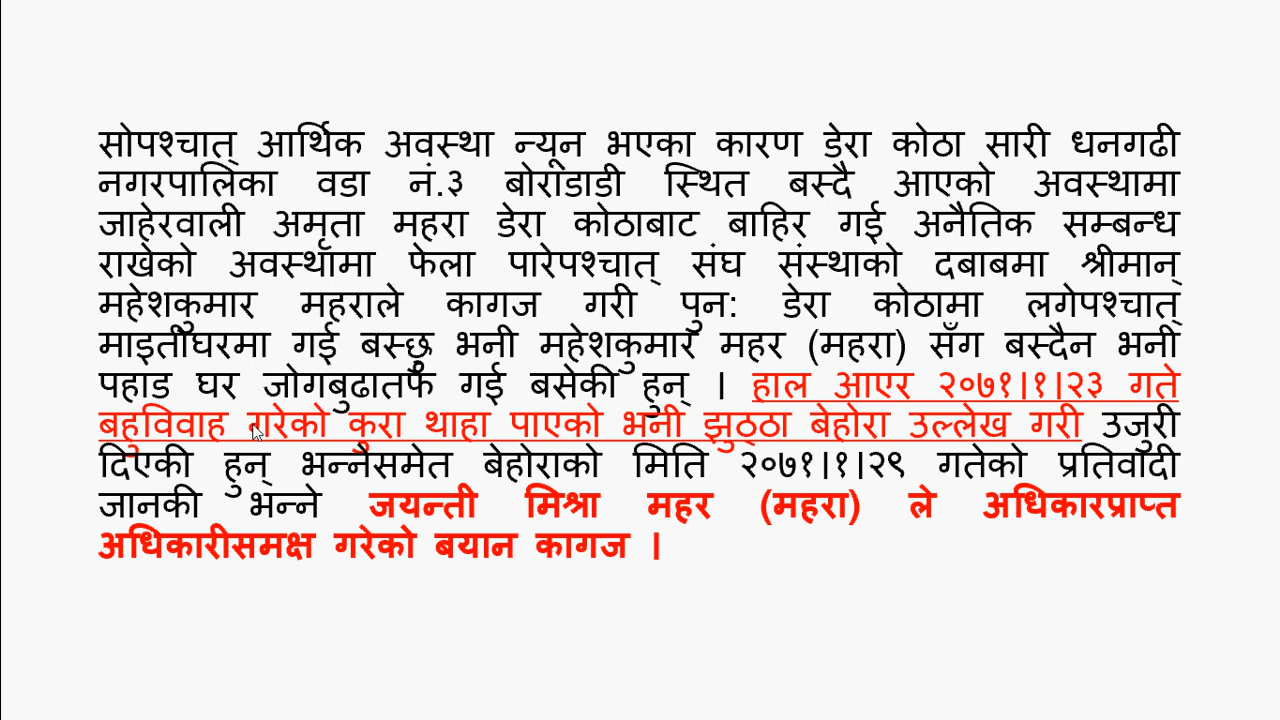 सोपश्चात् आर्थिक अवस्था न्यून भएका कारण डेरा कोठा सारी धनगढी
नगरपालिका वडा नं.३ बोराडाडी स्थित बस्दै आएको अवस्थामा
जाहेरवाली अमृता महरा डेरा कोठाबाट बाहिर गई अनैतिक सम्बन्ध
राखेको अवस्थामा फेला पारेपश्चात् संघ संस्थाको दबाबमा श्रीमान्
महेशकुमार महराले कागज गरी पुन: डेरा कोठामा लगेपश्चात्
माइतीघरमा गई बस्छु भनी महेशकुमार महर (महरा) सँग बस्दैन भनी
पहाड घर जोगबुढातर्फ गई बसेकी हुन् । हाल आएर २०७१।१।२३ गते
बहुविवाह गरेको कुरा थाहा पाएको भनी झुठ्ठा बेहोरा उल्लेख गरी उजुरी
दिएकी हुन् भन्नेसमेत बेहोराको मिति २०७१।१।२९ गतेको प्रतिवादी
जानकी भन्ने जयन्ती मिश्रा महर (महरा) ले अधिकारप्राप्त
अधिकारीसमक्ष गरेको बयान कागज ।